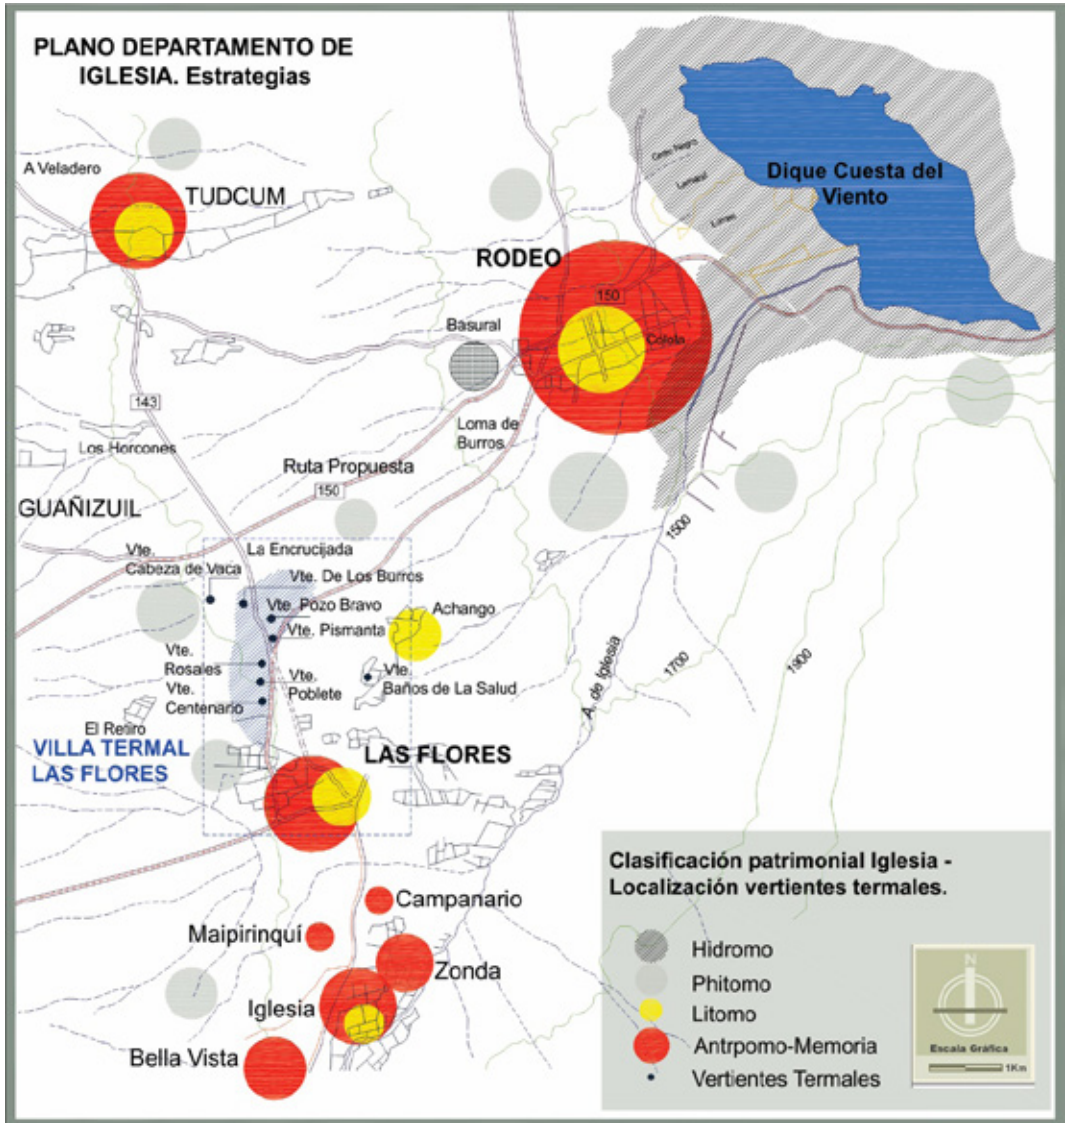 PLANO DEPARTAMENTO DE
IGLESIA. Estrategias
A Veladero
TUDCUM
Cerro Negro
Lamaral
Lomas
Dique Cuesta del
Viento
RODEO
150
Colola
Basural
143
Los Horcones
Loma de
Burros
Ruta Propuesta
150
GUAÑIZUIL
1500
Vte.
Cabeza de Vaca
La Encrucijada
Vte. De Los Burros
Vte. Pozo Bravo
Vte. Pismanta
Achango
Vte.
Rosales
Vte.
Poblete
Vte.
Baños de La Salud
Vte.
Centenario
A. de Iglesia
1700
1900
El Retiro
VILLA TERMAL
LAS FLORES
LAS FLORES
Campanario
Maipirinquí
Zonda
Iglesia
Bella Vista
Clasificación patrimonial Iglesia -
Localización vertientes termales.
Hidromo
Phitomo
Litomo
Antrpomo-Memoria
Vertientes Termales
N
Escala Gráfica
1Km